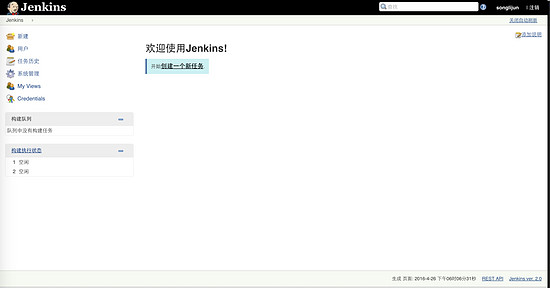 Jenkins
查找
songlijun
注销
Jenkins
关闭自动刷新
新建
用户
任务历史
系统管理
My Views
Credentials
添加说明
欢迎使用Jenkins!
开始创建一个新任务.
构建队列
队列中没有构建任务
构建执行状态
1 空闲
2 空闲
生成 页面: 2016-4-26 下午06时06分31秒 REST API Jenkins ver. 2.0